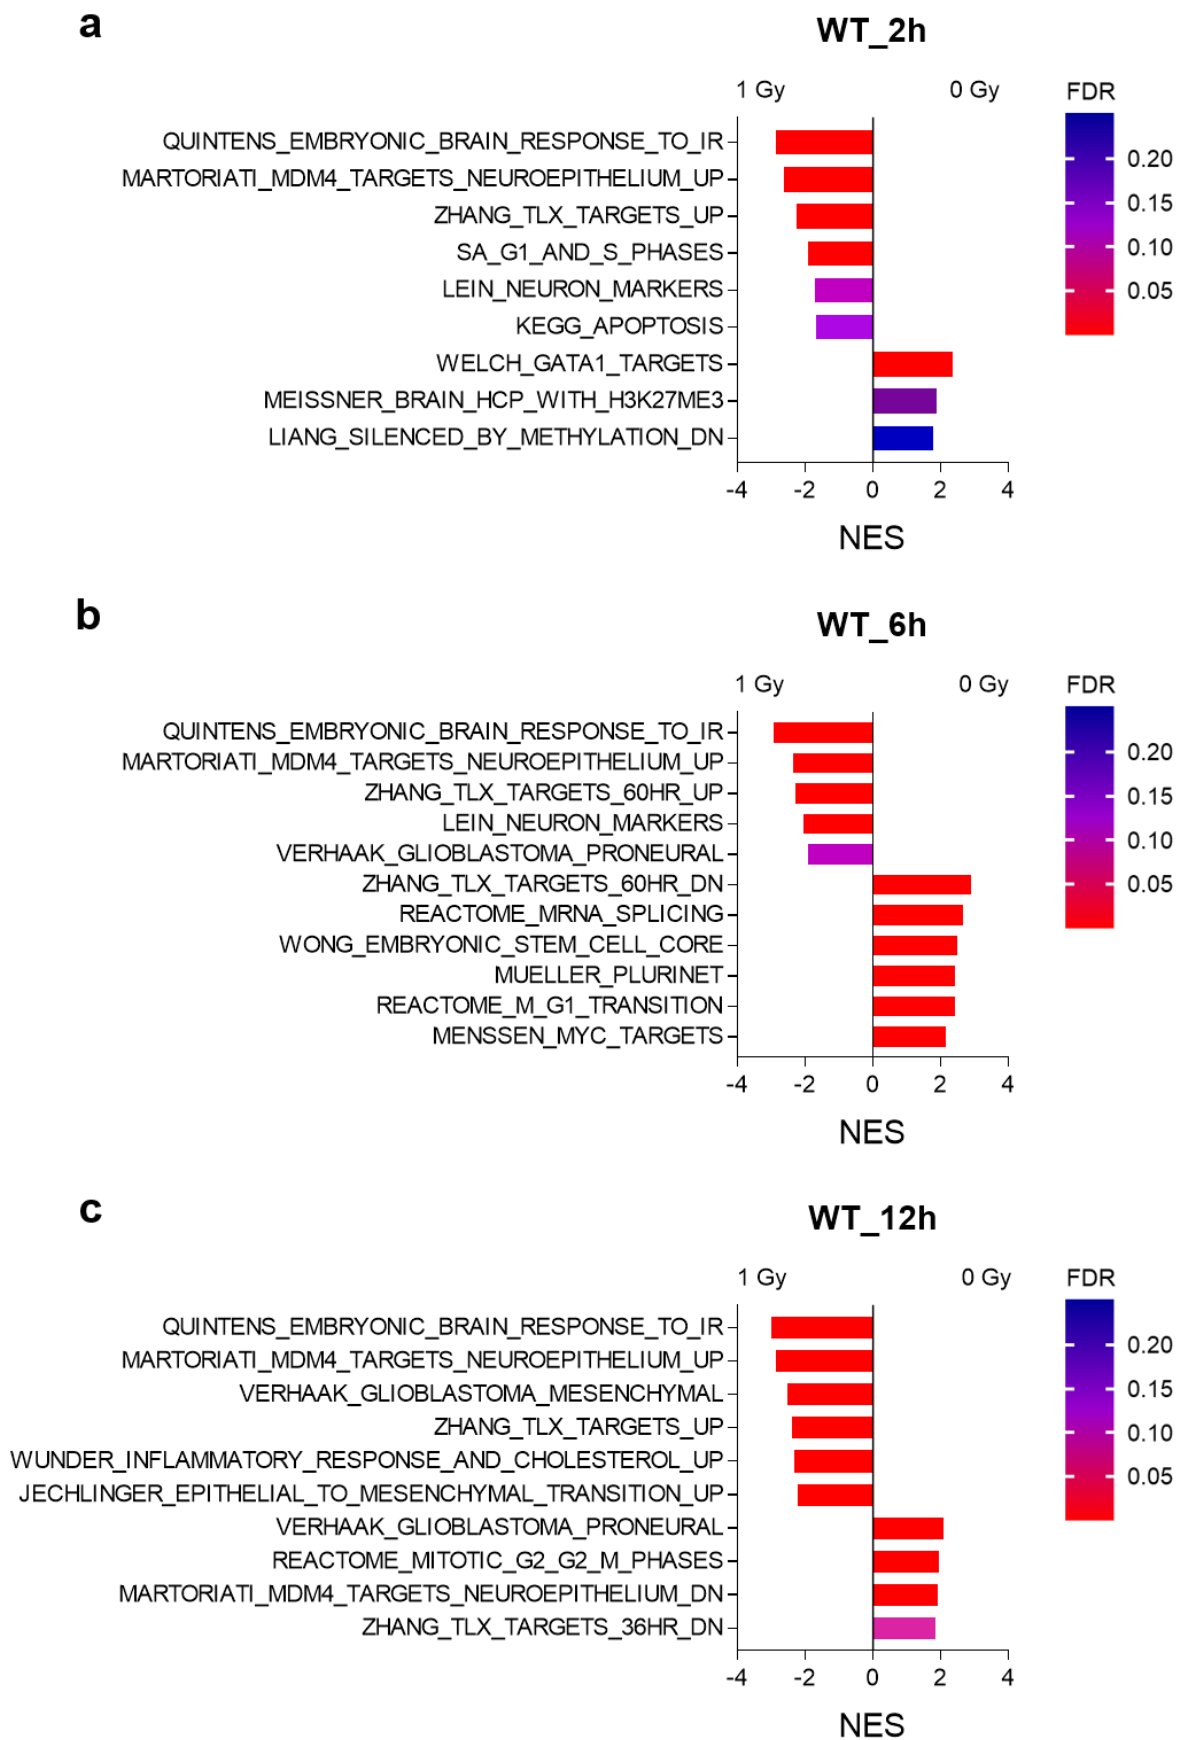 a
WT_2h
1 Gy
0 Gy
FDR
QUINTENS_EMBRYONIC_BRAIN_RESPONSE_TO_IR
MARTORIATI_MDM4_TARGETS_NEUROEPITHELIUM_UP
ZHANG_TLX_TARGETS_UP
SA_G1_AND_S_PHASES
LEIN_NEURON_MARKERS
KEGG_APOPTOSIS
WELCH_GATA1_TARGETS
MEISSNER_BRAIN_HCP_WITH_H3K27ME3
LIANG_SILENCED_BY_METHYLATION_DN
0.20
0.15
0.10
0.05
-4 -2 0 2 4
NES
b
WT_6h
1 Gy
0 Gy
FDR
QUINTENS_EMBRYONIC_BRAIN_RESPONSE_TO_IR
MARTORIATI_MDM4_TARGETS_NEUROEPITHELIUM_UP
ZHANG_TLX_TARGETS_60HR_UP
LEIN_NEURON_MARKERS
VERHAAK_GLIOBLASTOMA_PRONEURAL
ZHANG_TLX_TARGETS_60HR_DN
REACTOME_MRNA_SPLICING
WONG_EMBRYONIC_STEM_CELL_CORE
MUELLER_PLURINET
REACTOME_M_G1_TRANSITION
MENSSEN_MYC_TARGETS
0.20
0.15
0.10
0.05
-4 -2 0 2 4
NES
c
WT_12h
1 Gy
0 Gy
FDR
QUINTENS_EMBRYONIC_BRAIN_RESPONSE_TO_IR
MARTORIATI_MDM4_TARGETS_NEUROEPITHELIUM_UP
VERHAAK_GLIOBLASTOMA_MESENCHYMAL
ZHANG_TLX_TARGETS_UP
WUNDER_INFLAMMATORY_RESPONSE_AND_CHOLESTEROL_UP
JECHLINGER_EPITHELIAL_TO_MESENCHYMAL_TRANSITION_UP
VERHAAK_GLIOBLASTOMA_PRONEURAL
REACTOME_MITOTIC_G2_G2_M_PHASES
MARTORIATI_MDM4_TARGETS_NEUROEPITHELIUM_DN
ZHANG_TLX_TARGETS_36HR_DN
0.20
0.15
0.10
0.05
-4 -2 0 2 4
NES